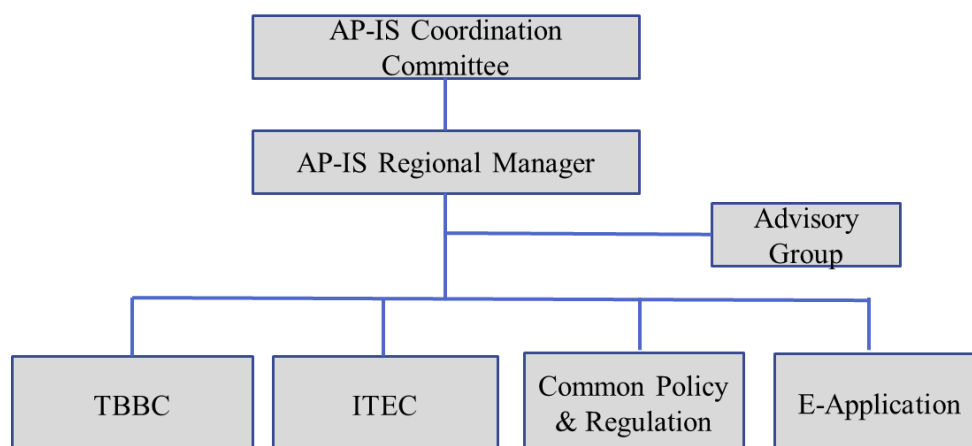 AP-IS Coordination
Committee
AP-IS Regional Manager
Advisory
Group
TBBC
ITEC
Common Policy
& Regulation
E-Application